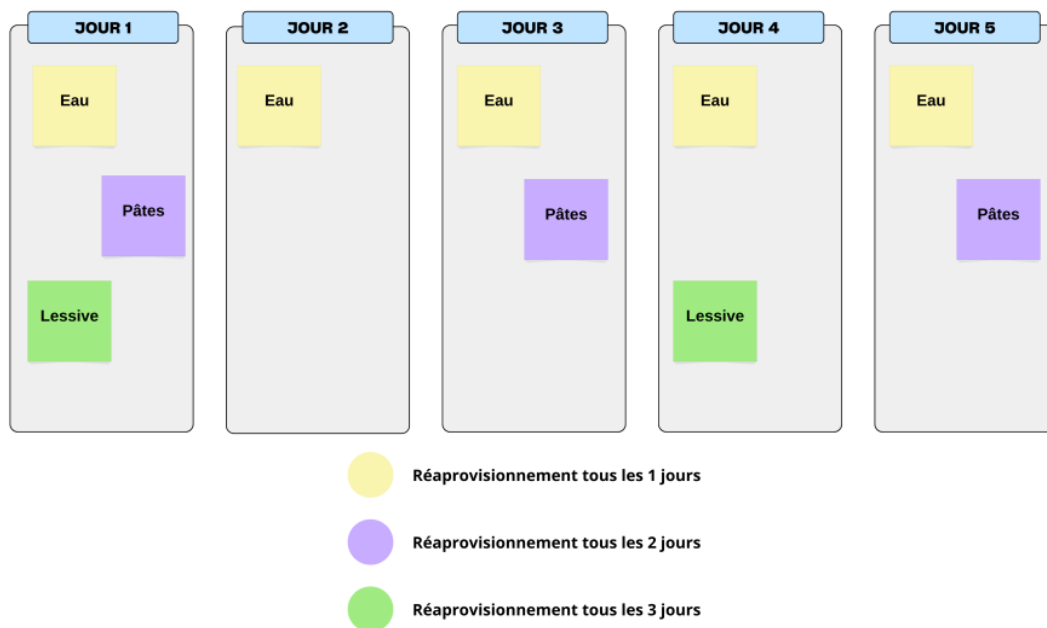 JOUR 1
JOUR 2
JOUR 3
JOUR 4
JOUR 5
Eau
Eau
Eau
Eau
Eau
Pâtes
Pâtes
Pâtes
Lessive
Lessive
Réaprovisionnement tous les 1 jours
Réaprovisionnement tous les 2 jours
Réaprovisionnement tous les 3 jours